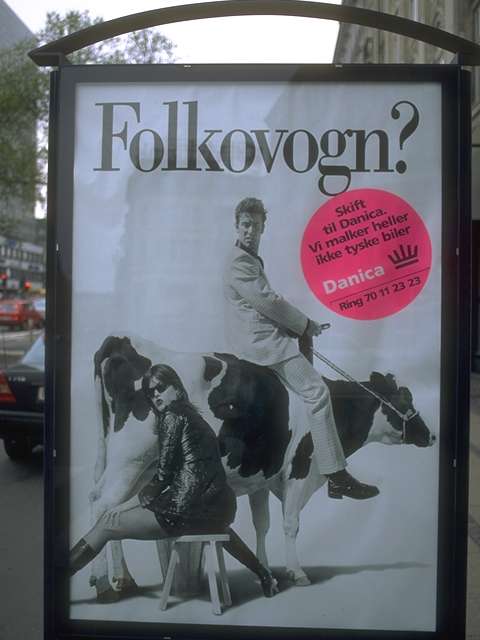 Folkovogn?
Skift
til Danica.
Vi malker heller
ikke tyske biler
Danica
Ring 70 11 23 23